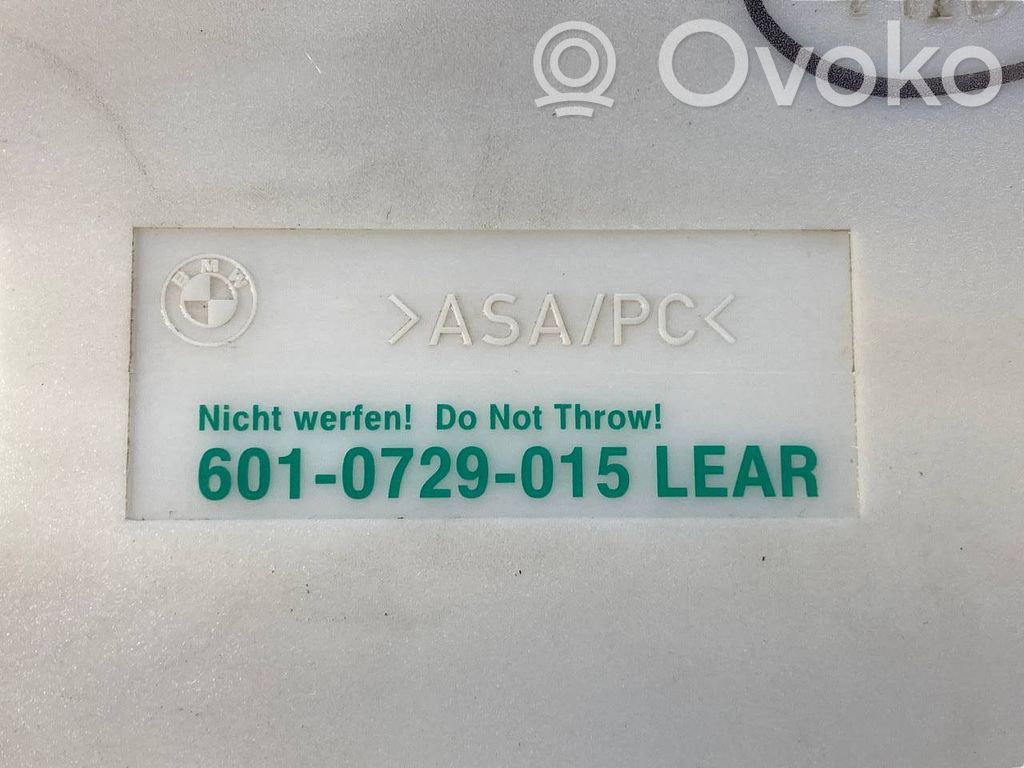 Ovoko
BMW
>ASA/PC<
Nicht werfen! Do Not Throw!
601-0729-015 LEAR